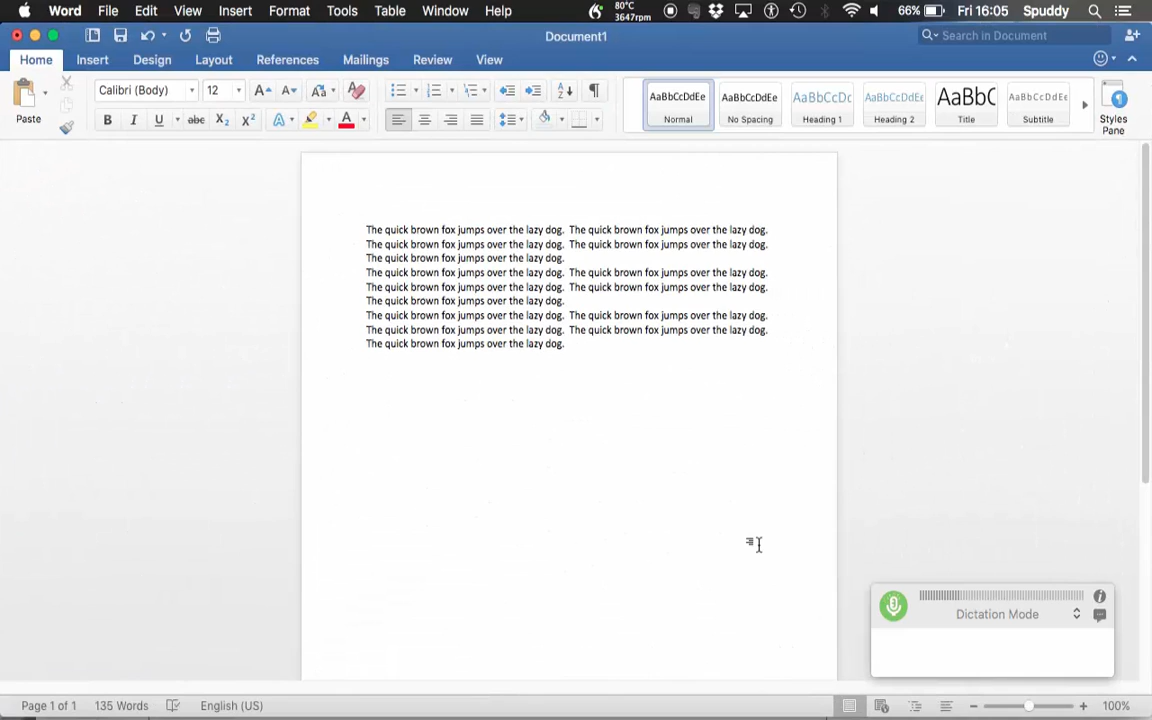 Word File Edit View Insert Format Tools Table Window Help 80°C 3647rpm 66% Fri 16:05 Spuddy
Document1
Search in Document
Home Insert Design Layout References Mailings Review View
Paste
Calibri (Body) 12
AaBbCcDdEe AaBbCcDdEe AaBbCcDc AaBbCcDdEe AaBbC AaBbCcDdEe
Normal No Spacing Heading 1 Heading 2 Title Subtitle
Styles Pane
The quick brown fox jumps over the lazy dog. The quick brown fox jumps over the lazy dog.
The quick brown fox jumps over the lazy dog. The quick brown fox jumps over the lazy dog.
The quick brown fox jumps over the lazy dog.
The quick brown fox jumps over the lazy dog. The quick brown fox jumps over the lazy dog.
The quick brown fox jumps over the lazy dog. The quick brown fox jumps over the lazy dog.
The quick brown fox jumps over the lazy dog.
The quick brown fox jumps over the lazy dog. The quick brown fox jumps over the lazy dog.
The quick brown fox jumps over the lazy dog. The quick brown fox jumps over the lazy dog.
The quick brown fox jumps over the lazy dog.
Dictation Mode
Page 1 of 1 135 Words English (US) 100%